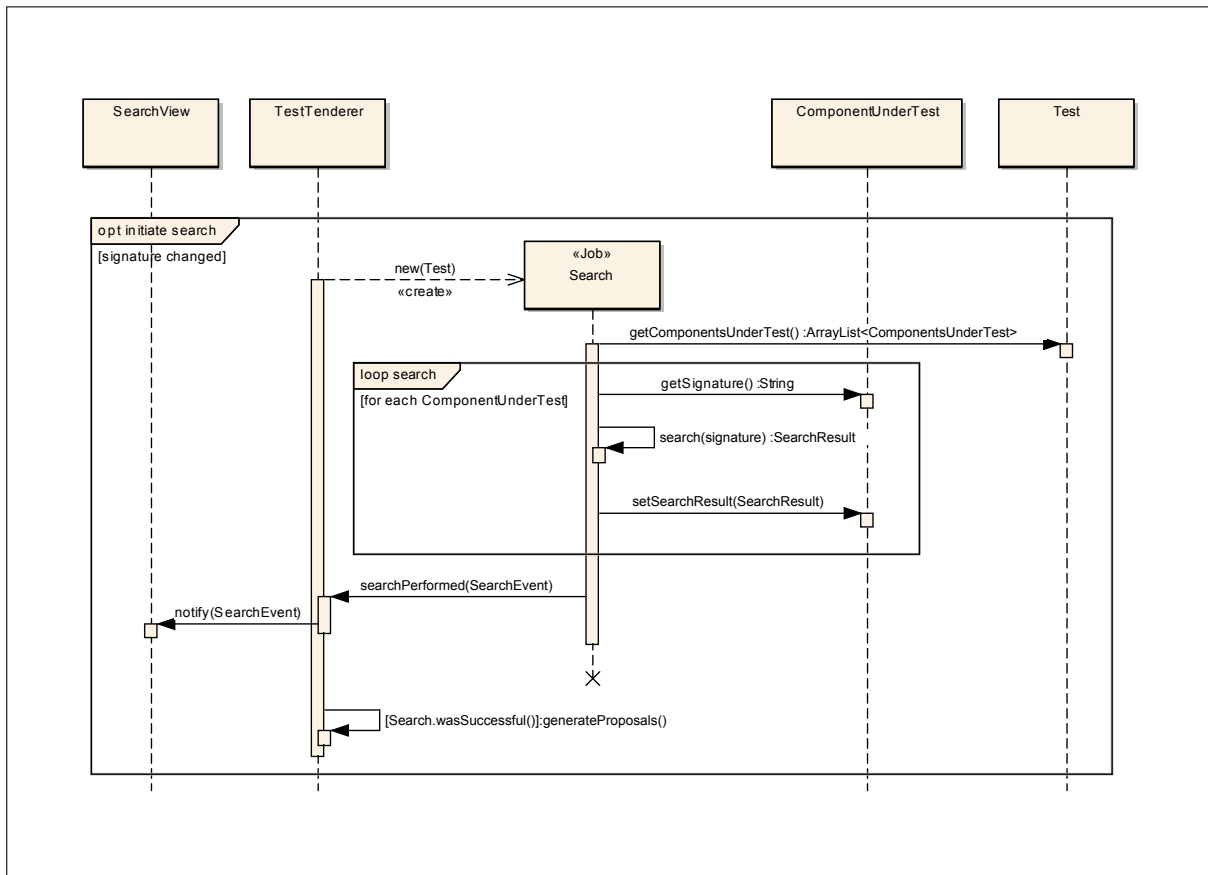 SearchView
TestTenderer
ComponentUnderTest
Test
opt initiate search
[signature changed]
«Job»
Search
new(Test)
«create»
getComponentsUnderTest() :ArrayList<ComponentsUnderTest>
loop search
[for each ComponentUnderTest]
getSignature() :String
search(signature) :SearchResult
setSearchResult(SearchResult)
searchPerformed(SearchEvent)
notify(SearchEvent)
[Search.wasSuccessful()]:generateProposals()